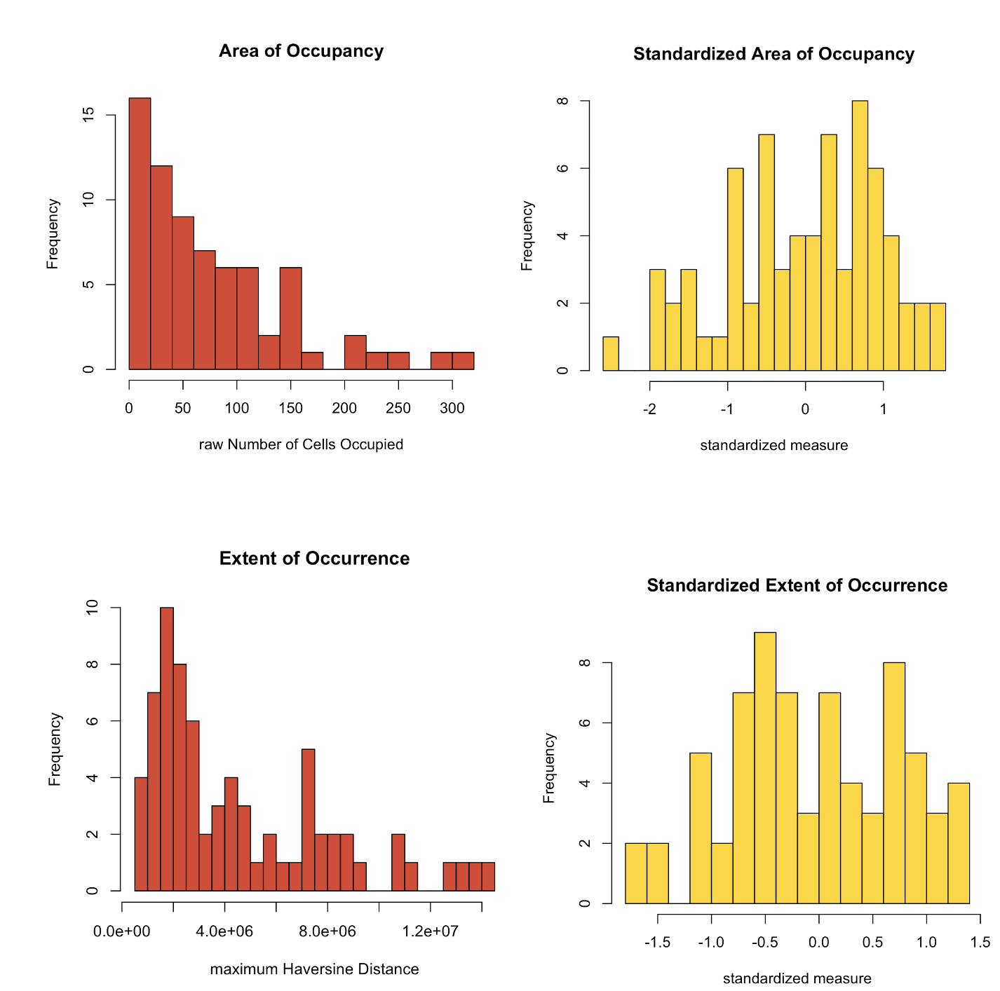 Area of Occupancy
Frequency
15
10
5
0
0 50 100 150 200 250 300
raw Number of Cells Occupied
Standardized Area of Occupancy
Frequency
8
6
4
2
0
-2 -1 0 1
standardized measure
Extent of Occurrence
Frequency
10
8
6
4
2
0
0.0e+00 4.0e+06 8.0e+06 1.2e+07
maximum Haversine Distance
Standardized Extent of Occurrence
Frequency
8
6
4
2
0
-1.5 -1.0 -0.5 0.0 0.5 1.0 1.5
standardized measure